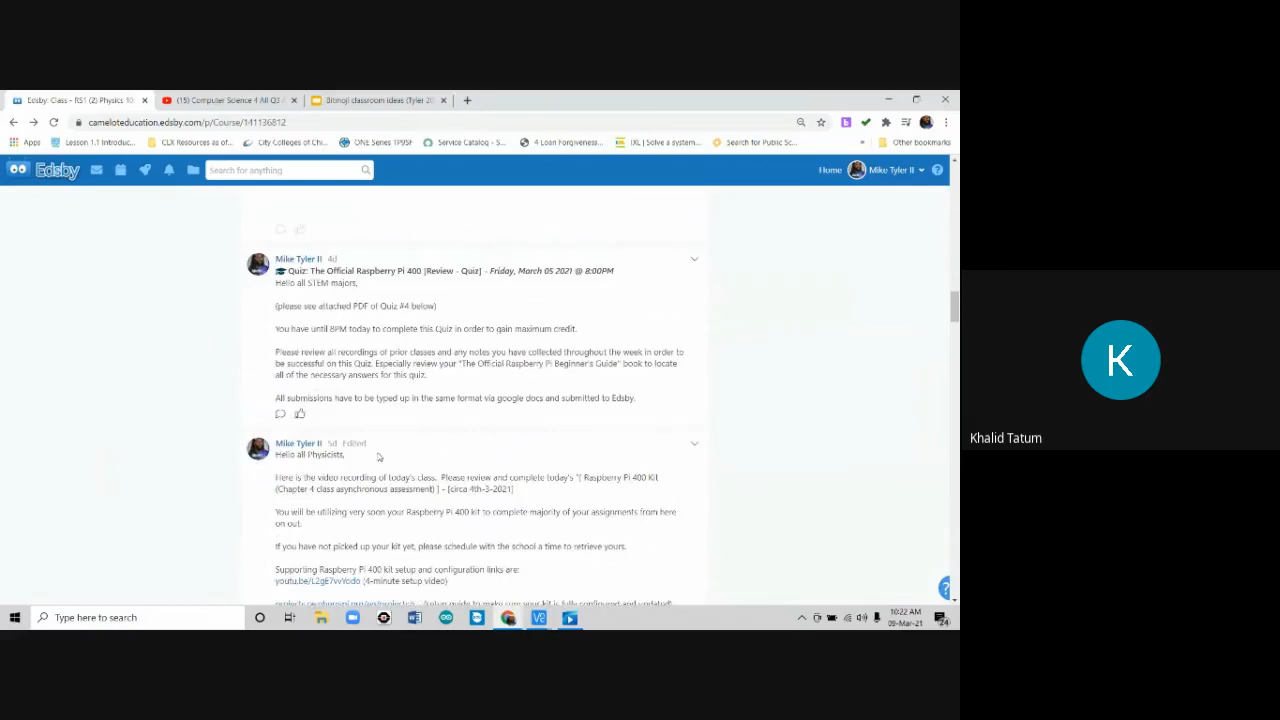 Edsby: Class - RS1 (2) Physics 10
(15) Computer Science 4 All Q3
Bitmoji classroom ideas (Tyler 20
cameloteducation.edsby.com/p/Course/141136812
Apps
Lesson 1.1 Introduc...
CLX Resources as of...
City Colleges of Chi...
ONE Series TP9SF
Service Catalog - S...
4 Loan Forgiveness...
IXL | Solve a system...
Search for Public Sc...
»
Other bookmarks
Edsby
Search for anything
Home
Mike Tyler II
Mike Tyler II 4d
Quiz: The Official Raspberry Pi 400 [Review - Quiz] - Friday, March 05 2021 @ 8:00PM
Hello all STEM majors,
(please see attached PDF of Quiz #4 below)
You have until 8PM today to complete this Quiz in order to gain maximum credit.
Please review all recordings of prior classes and any notes you have collected throughout the week in order to
be successful on this Quiz. Especially review your "The Official Raspberry Pi Beginner's Guide" book to locate
all of the necessary answers for this quiz.
All submissions have to be typed up in the same format via google docs and submitted to Edsby.
Mike Tyler II 5d Edited
Hello all Physicists,
Here is the video recording of today's class. Please review and complete today's "[ Raspberry Pi 400 Kit
(Chapter 4 class asynchronous assessment) ] - [circa 4th-3-2021]
You will be utilizing very soon your Raspberry Pi 400 kit to complete majority of your assignments from here
on out.
If you have not picked up your kit yet, please schedule with the school a time to retrieve yours.
Supporting Raspberry Pi 400 kit setup and configuration links are:
youtu.be/L2gE7vvYodo (4-minute setup video)
Type here to search
10:22 AM
09-Mar-21
24
K
Khalid Tatum